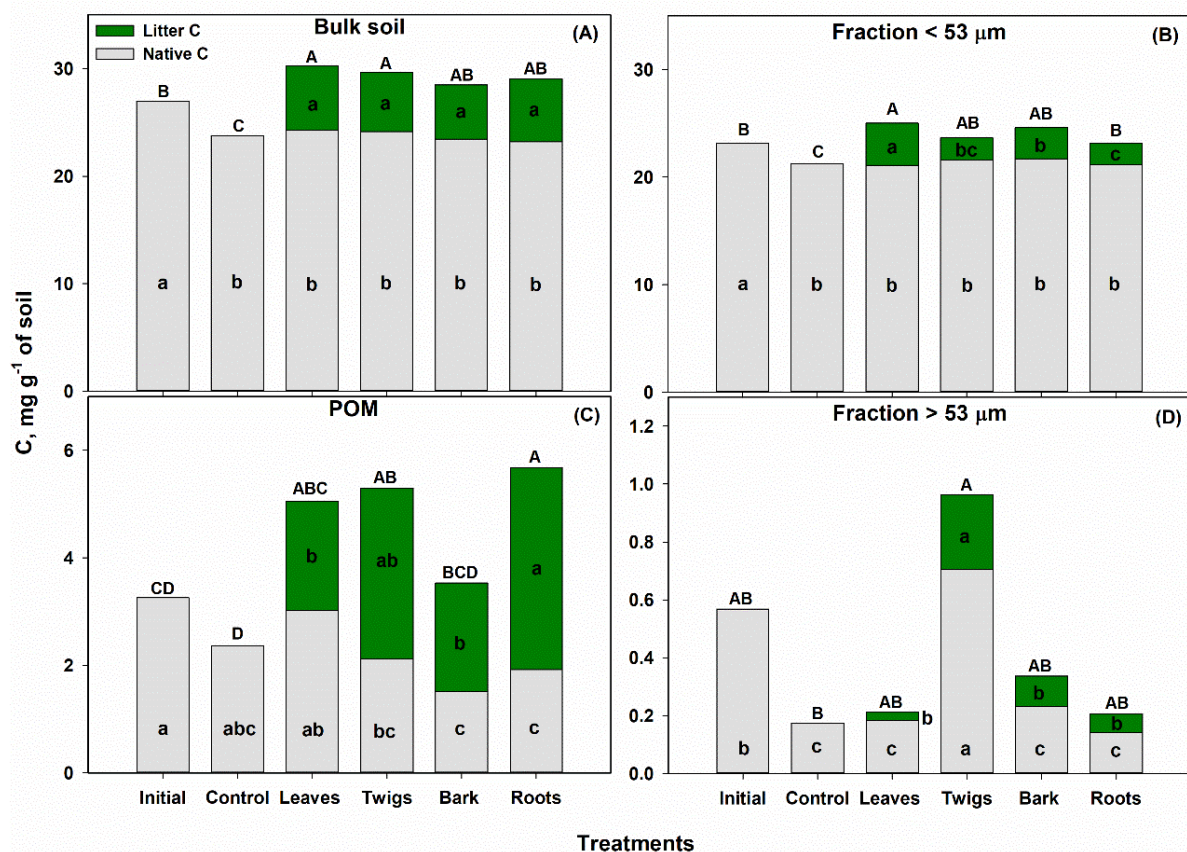 Bulk soil
(A)
Litter C
Native C
30
20
10
0
B
C
A
A
AB
AB
a
a
a
a
a
b
b
b
b
b
Fraction < 53 μm
(B)
30
20
10
0
B
C
A
AB
AB
B
a
bc
b
c
a
b
b
b
b
b
C, mg g-1 of soil
POM
(C)
6
4
2
0
CD
D
ABC
AB
BCD
A
b
ab
b
a
a
abc
ab
bc
c
c
Initial
Control
Leaves
Twigs
Bark
Roots
Fraction > 53 μm
(D)
1.2
1.0
0.8
0.6
0.4
0.2
0.0
AB
B
AB
A
AB
AB
b
a
b
b
b
c
c
a
c
c
Initial
Control
Leaves
Twigs
Bark
Roots
Treatments